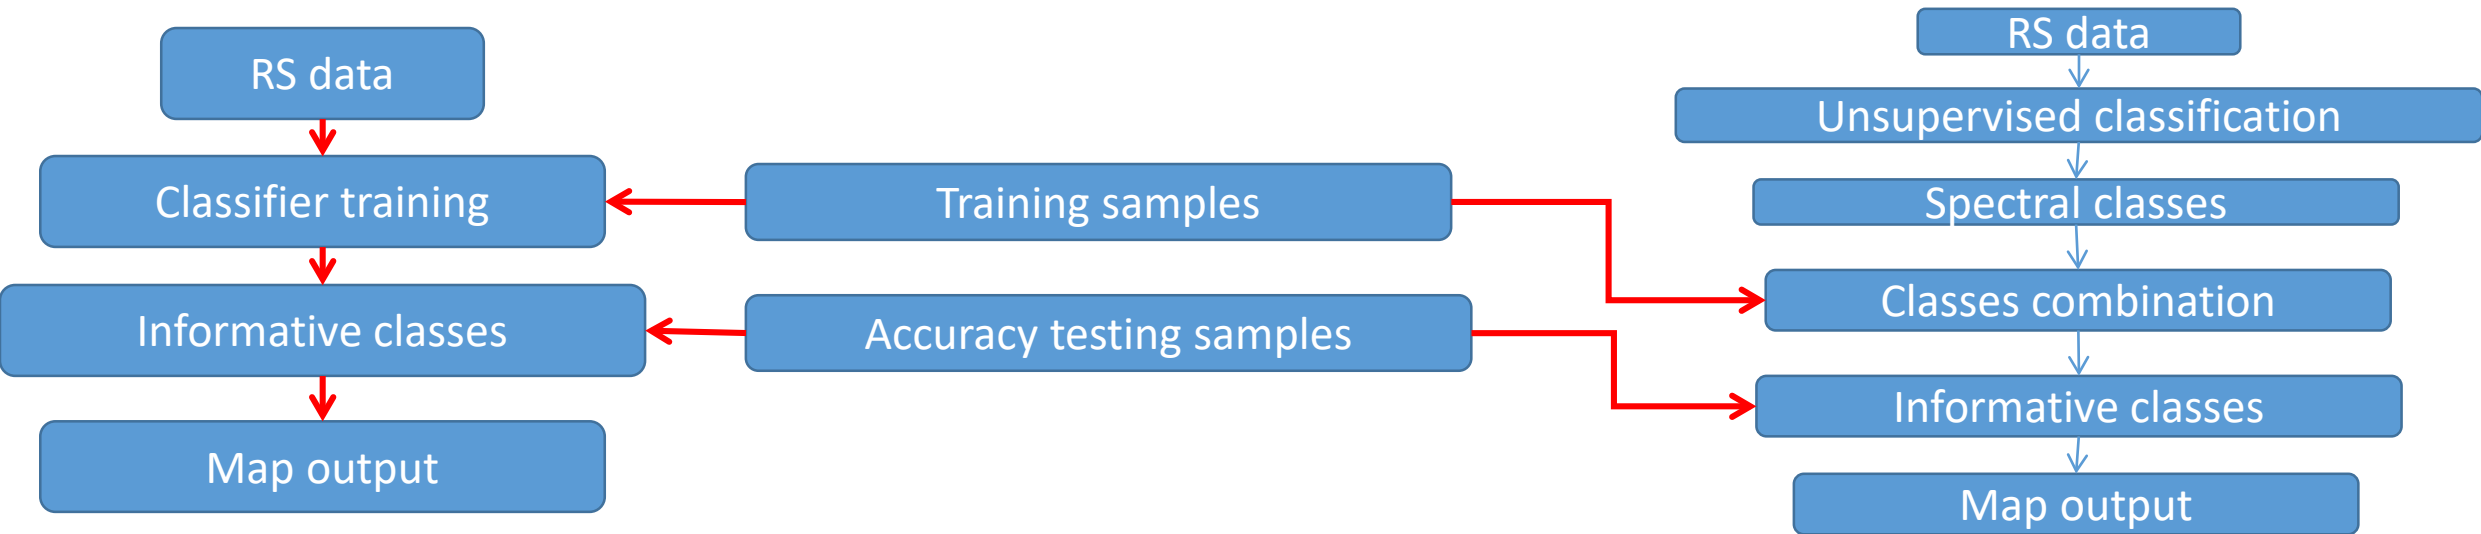 RS data
Classifier training
Informative classes
Map output
Training samples
Accuracy testing samples
RS data
Unsupervised classification
Spectral classes
Classes combination
Informative classes
Map output